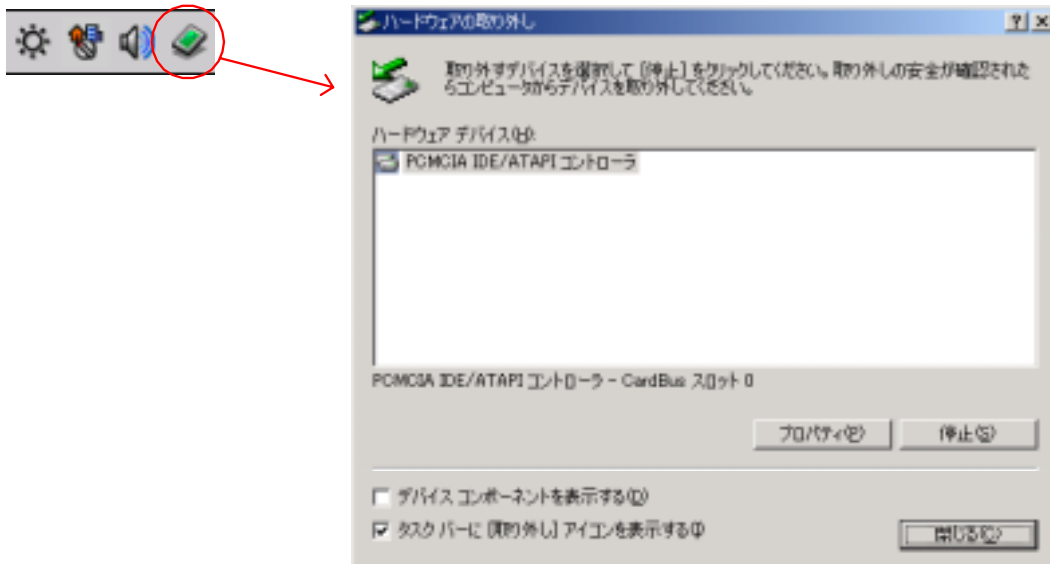 ハードウェアの取り外し
取り外すデバイスを選択して [停止] をクリックしてください。取り外しの安全が確認された
らコンピュータからデバイスを取り外してください。
ハードウェア デバイス(H):
PCMCIA IDE/ATAPI コントローラ
PCMCIA IDE/ATAPI コントローラ - CardBus スロット 0
プロパティ(P)
停止(S)
デバイス コンポーネントを表示する(D)
タスク バーに [取り外し] アイコンを表示する(I)
閉じる(C)